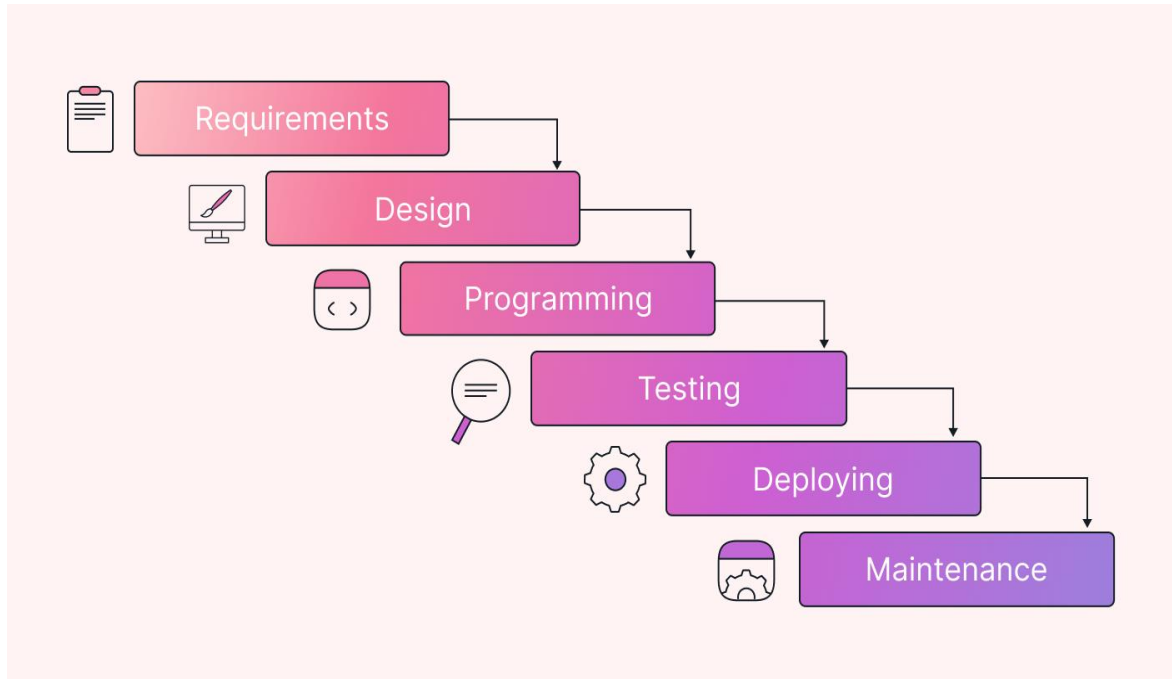 Requirements
Design
Programming
Testing
Deploying
Maintenance